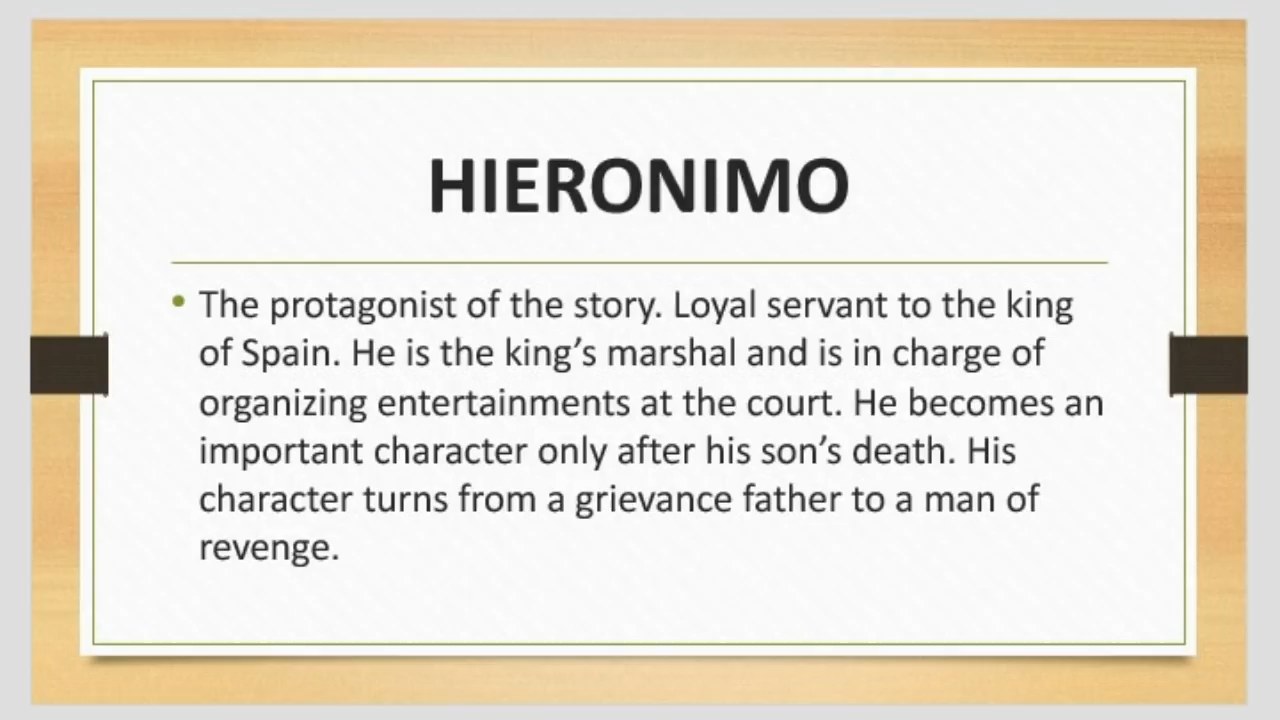 HIERONIMO
• The protagonist of the story. Loyal servant to the king
of Spain. He is the king’s marshal and is in charge of
organizing entertainments at the court. He becomes an
important character only after his son’s death. His
character turns from a grievance father to a man of
revenge.